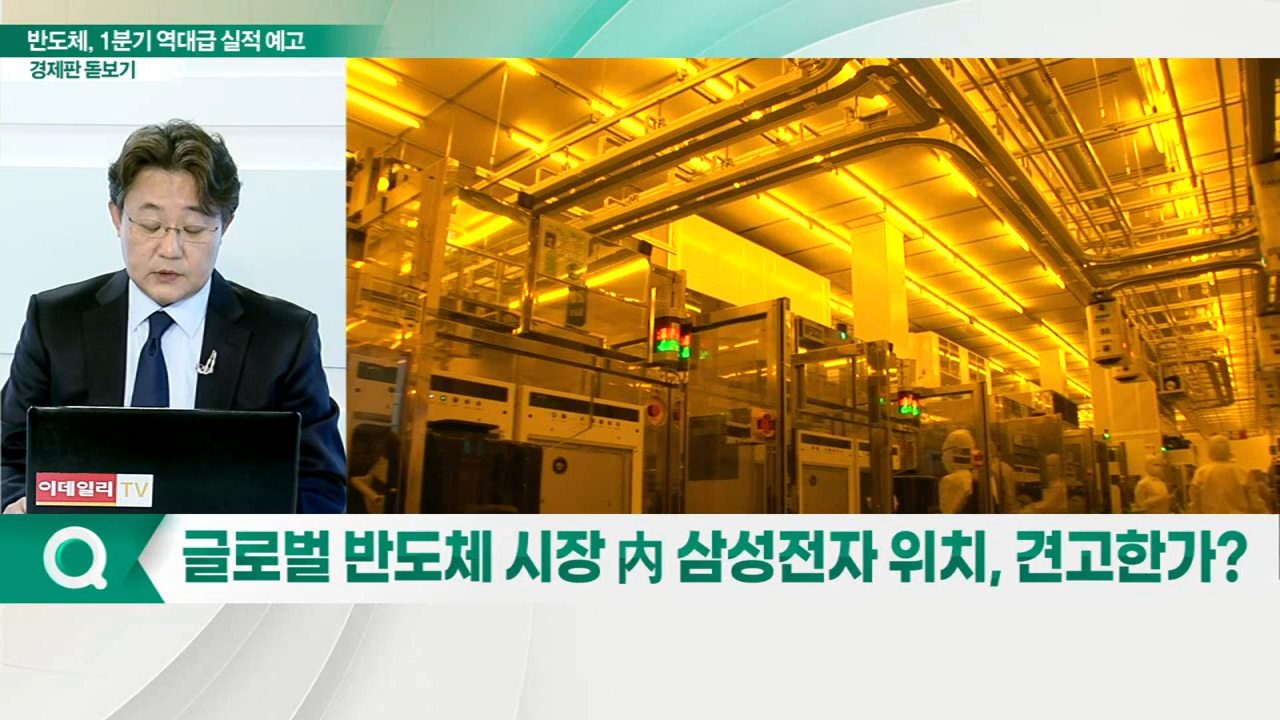 반도체, 1분기 역대급 실적 예고
경제판 돋보기
이데일리 TV
글로벌 반도체 시장 內 삼성전자 위치, 견고한가?